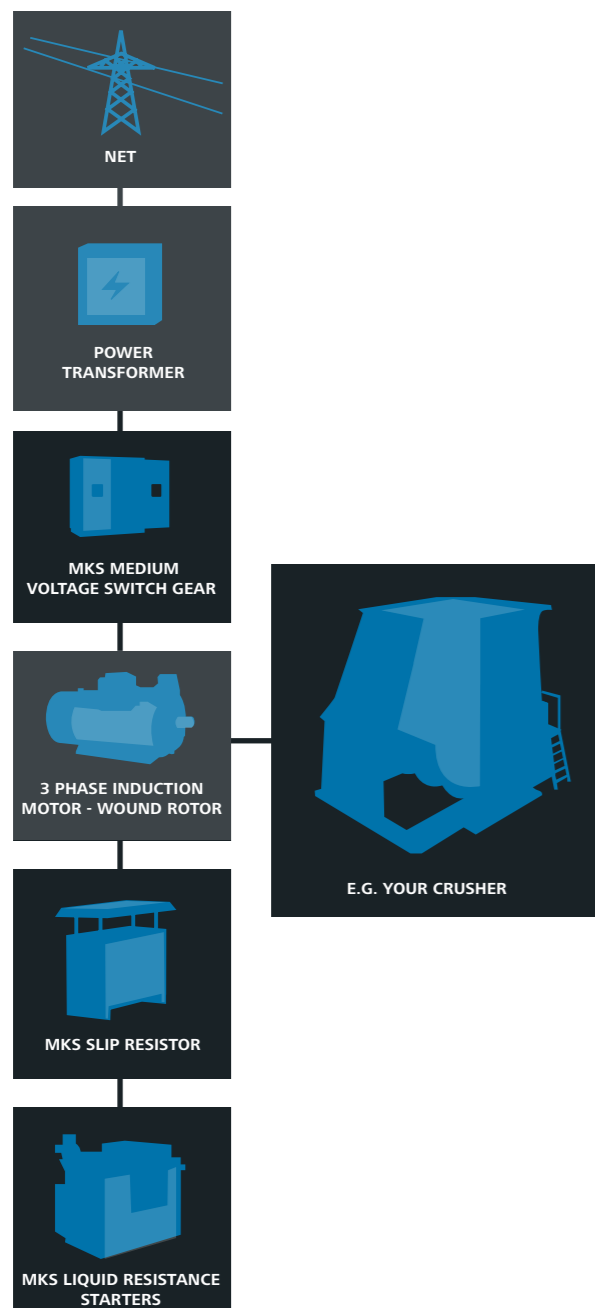 NET
POWER
TRANSFORMER
MKS MEDIUM
VOLTAGE SWITCH GEAR
3 PHASE INDUCTION
MOTOR - WOUND ROTOR
E.G. YOUR CRUSHER
MKS SLIP RESISTOR
MKS LIQUID RESISTANCE
STARTERS